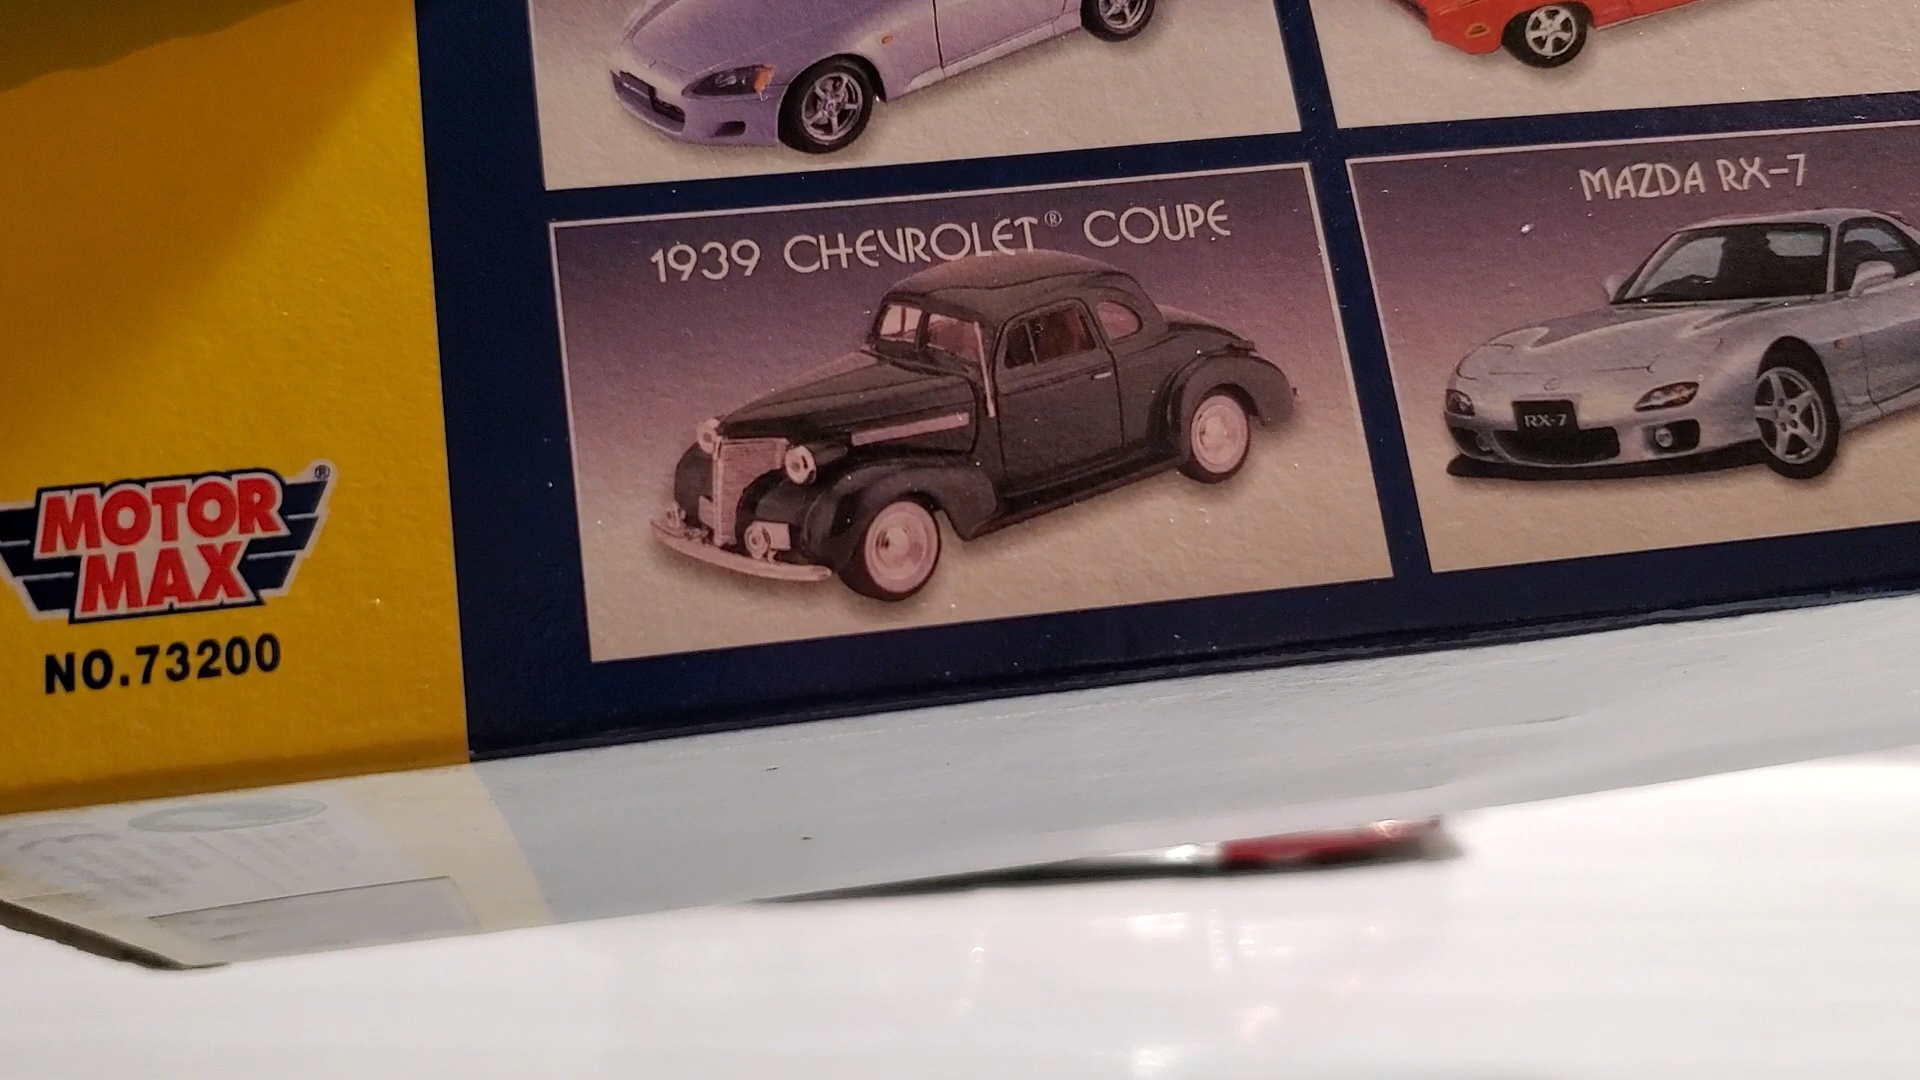 1939 CHEVROLET® COUPE
MAZDA RX-7
RX-7
MOTOR
MAX®
NO.73200